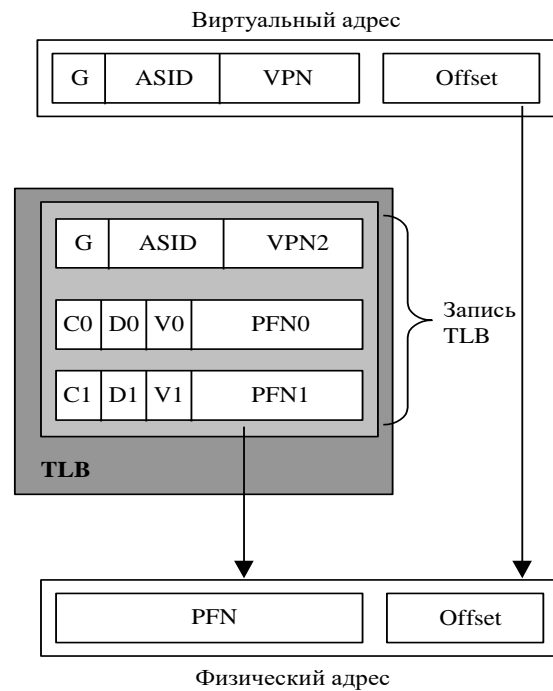 Виртуальный адрес
G ASID VPN Offset
G ASID VPN2
C0 D0 V0 PFN0
C1 D1 V1 PFN1
Запись
TLB
TLB
PFN Offset
Физический адрес